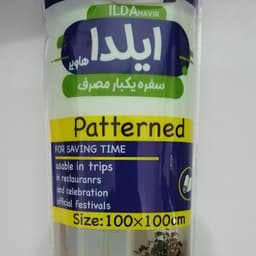 ILDA HAVIR
ایلدا هاویر
سفره یکبار مصرف
Patterned
FOR SAVING TIME
usable in trips
in restauranrs
and celebration
official festivals
Size:100×100cm